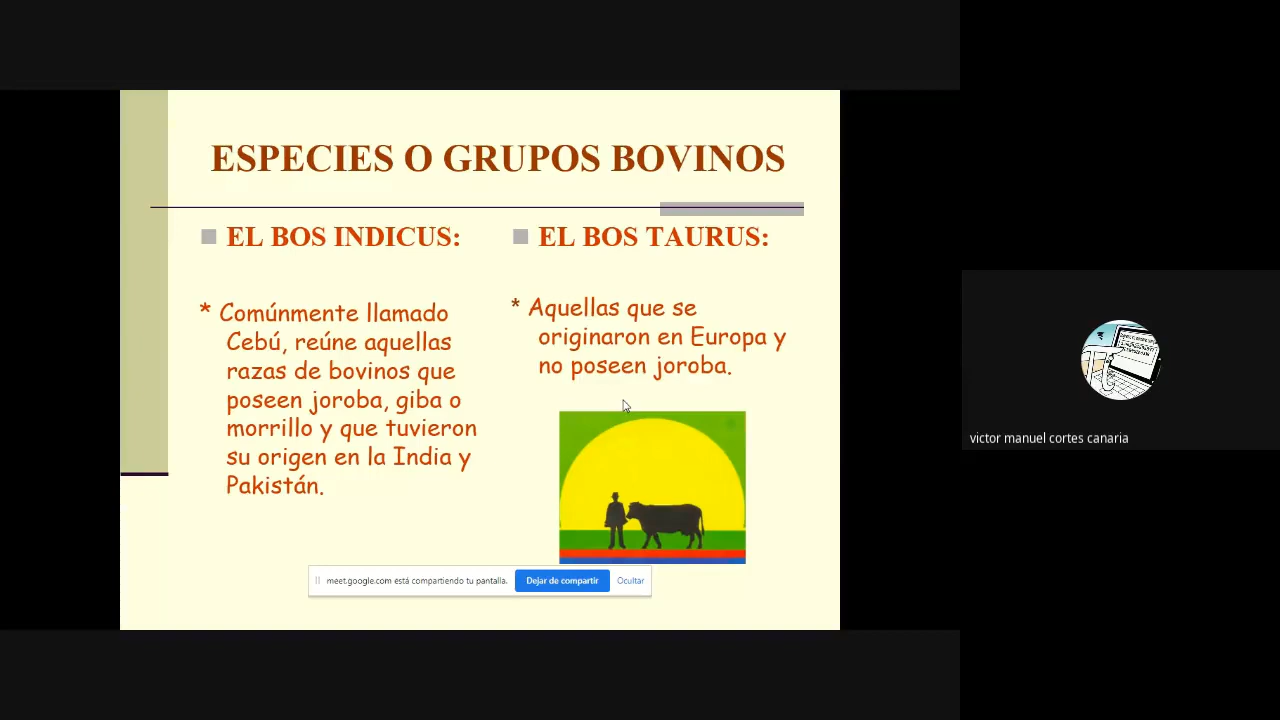 ESPECIES O GRUPOS BOVINOS
EL BOS INDICUS:
* Comúnmente llamado
Cebú, reúne aquellas
razas de bovinos que
poseen joroba, giba o
morrillo y que tuvieron
su origen en la India y
Pakistán.
EL BOS TAURUS:
* Aquellas que se
originaron en Europa y
no poseen joroba.
meet.google.com está compartiendo tu pantalla. Dejar de compartir Ocultar
victor manuel cortes canaria